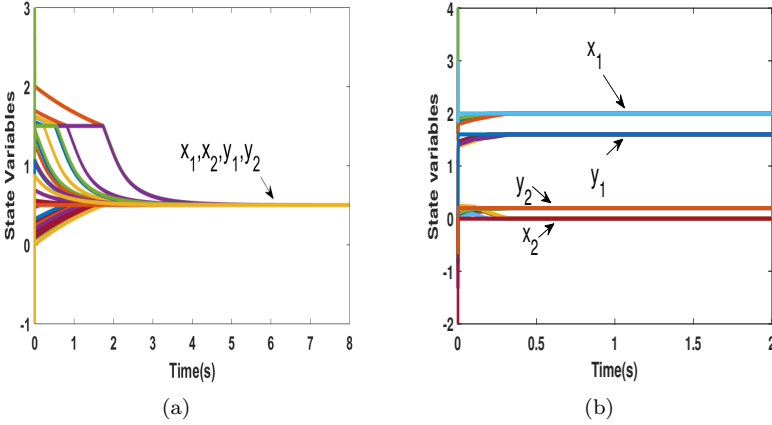 3
2
1
0
-1
State Variables
x1,x2,y1,y2
0 1 2 3 4 5 6 7 8
Time(s)
(a)
4
3
2
1
0
-1
-2
State variables
x1
y1
y2
x2
0 0.5 1 1.5 2
Time(s)
(b)